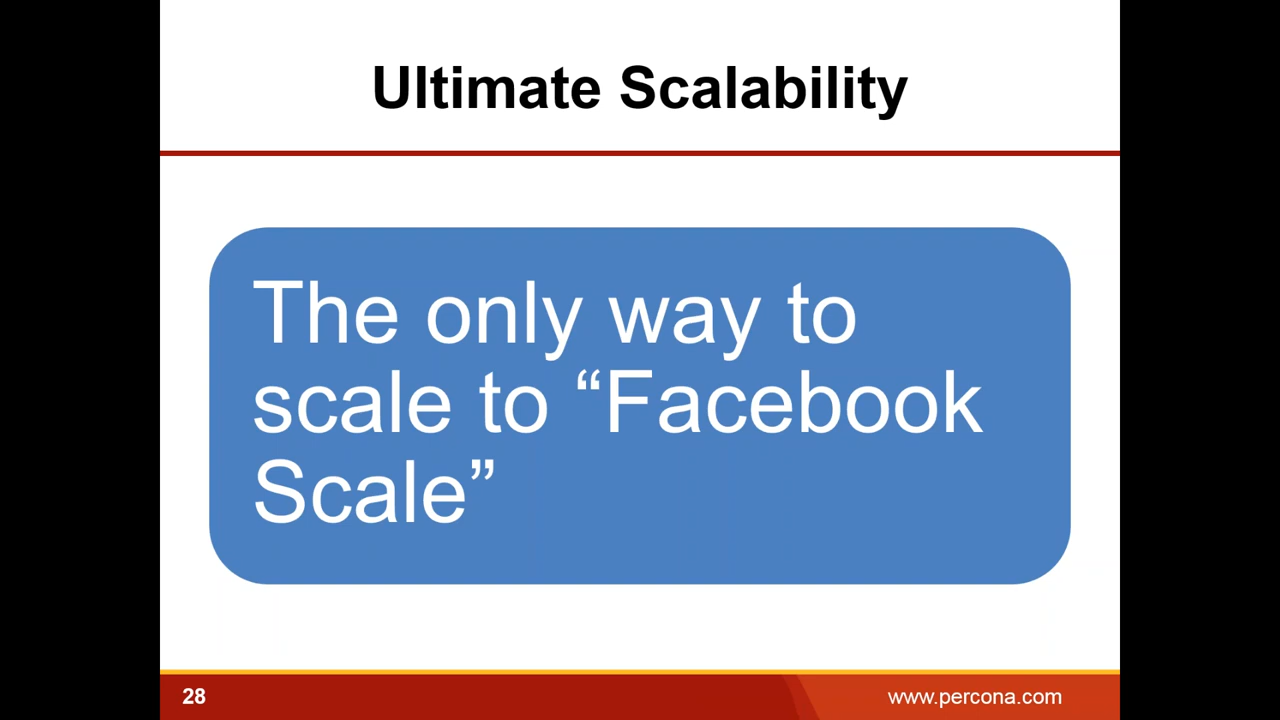 Ultimate Scalability
The only way to
scale to “Facebook
Scale”
28
www.percona.com